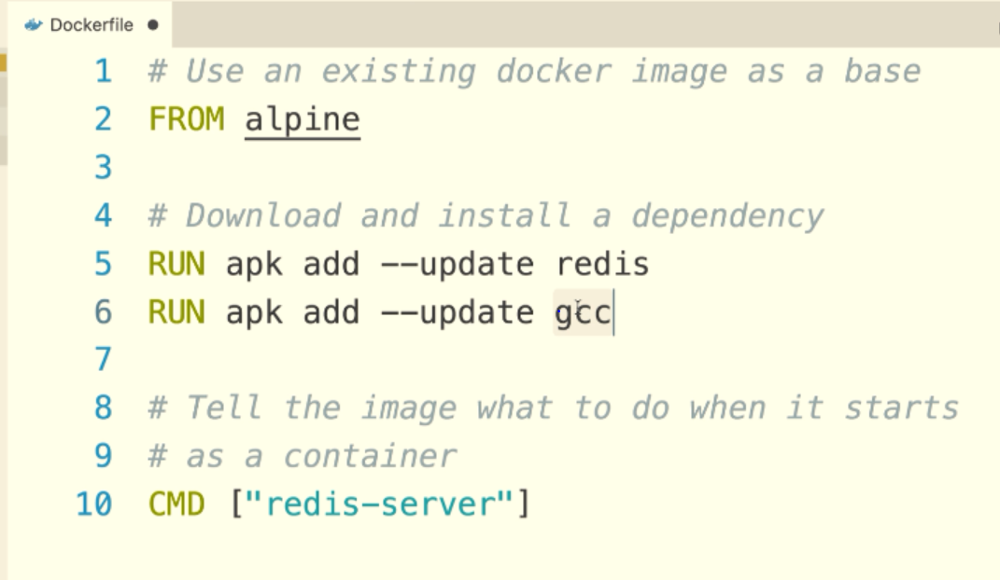 Dockerfile
1 # Use an existing docker image as a base
2 FROM alpine
3
4 # Download and install a dependency
5 RUN apk add --update redis
6 RUN apk add --update gcc
7
8 # Tell the image what to do when it starts
9 # as a container
10 CMD ["redis-server"]